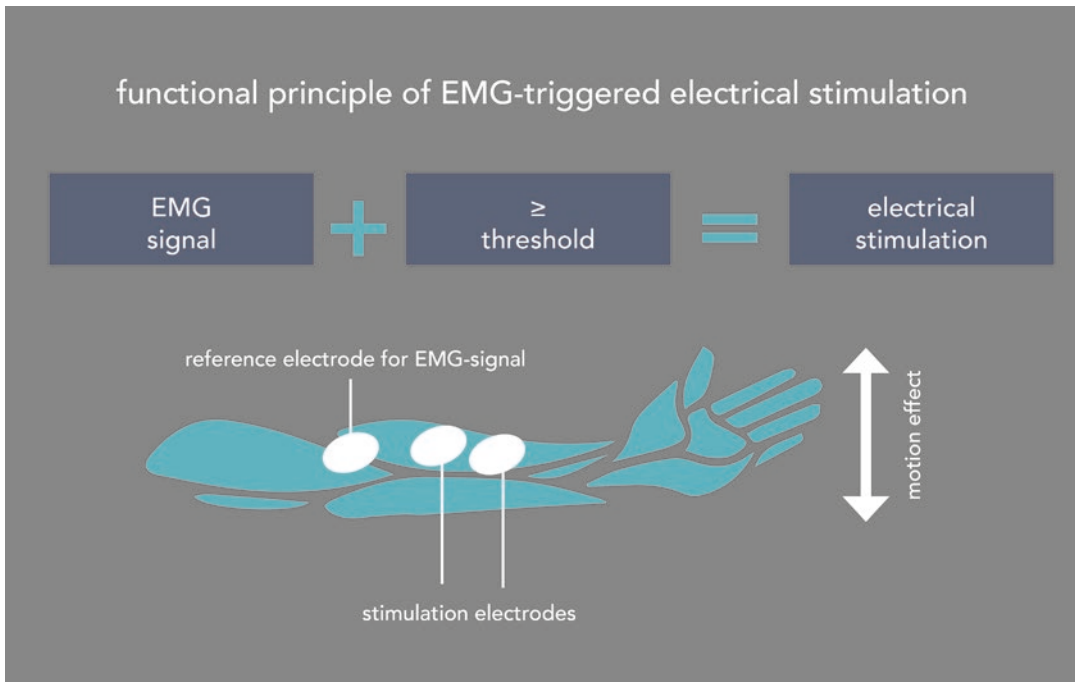 functional principle of EMG-triggered electrical stimulation
EMG
signal
+
≥
threshold
=
electrical
stimulation
reference electrode for EMG-signal
motion effect
stimulation electrodes